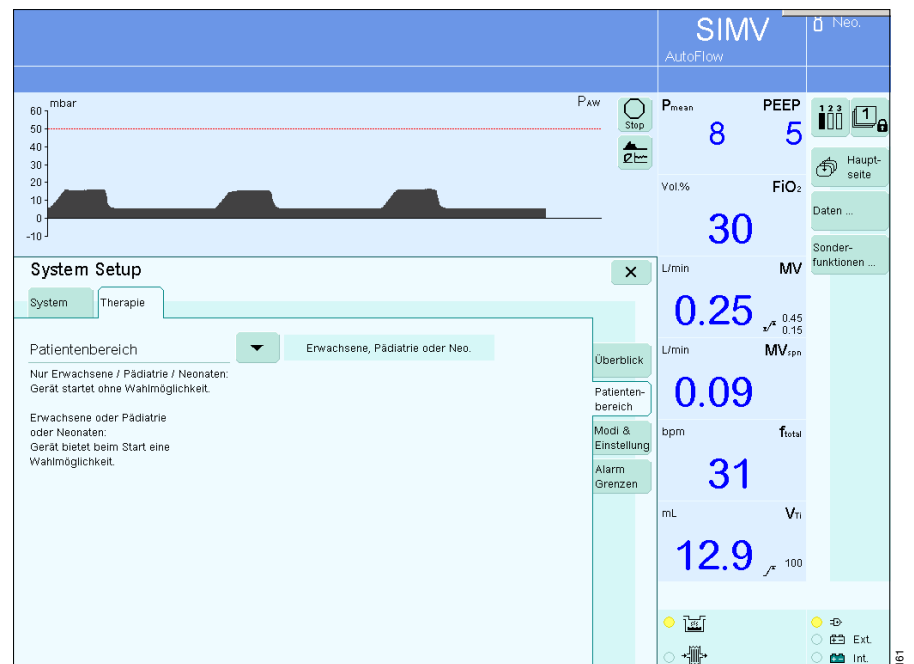 SIMV
AutoFlow
Neo.
mbar
PAW
60
50
40
30
20
10
0
-10
Stop
Pmean
PEEP
8
5
1 2 3
1
Haupt-
seite
Vol.%
FiO2
30
Daten ...
Sonder-
funktionen ...
System Setup
System
Therapie
Patientenbereich
Erwachsene, Pädiatrie oder Neo.
Nur Erwachsene / Pädiatrie / Neonaten:
Gerät startet ohne Wahlmöglichkeit.
Erwachsene oder Pädiatrie
oder Neonaten:
Gerät bietet beim Start eine
Wahlmöglichkeit.
Überblick
Patienten-
bereich
Modi &
Einstellung
Alarm
Grenzen
L/min
MV
0.25
0.45
0.15
L/min
MVspn
0.09
bpm
ftotal
31
mL
VTi
12.9
100
Ext.
Int.